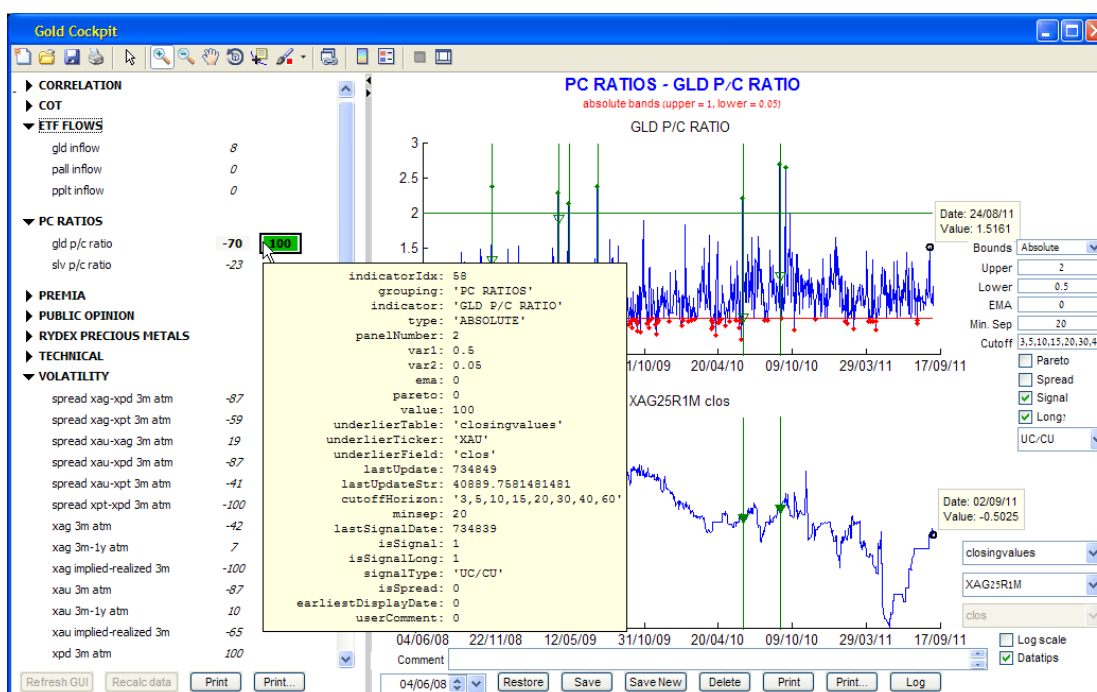 Gold Cockpit
CORRELATION
COT
ETF FLOWS
gld inflow 8
pall inflow 0
pplt inflow 0
PC RATIOS
gld p/c ratio -70 100
slv p/c ratio -23
PREMIA
PUBLIC OPINION
RYDEX PRECIOUS METALS
TECHNICAL
VOLATILITY
spread xag-xpd 3m atm -87
spread xag-xpt 3m atm -59
spread xau-xag 3m atm 19
spread xau-xpd 3m atm -87
spread xau-xpt 3m atm -41
spread xpt-xpd 3m atm -100
xag 3m atm -42
xag 3m-1y atm 7
xag implied-realized 3m -100
xau 3m atm -87
xau 3m-1y atm 10
xau implied-realized 3m -65
xpd 3m atm 100
Refresh GUI Recalc data Print Print...
indicatorIdx: 58
grouping: 'PC RATIOS'
indicator: 'GLD P/C RATIO'
type: 'ABSOLUTE'
panelNumber: 2
var1: 0.5
var2: 0.05
ema: 0
pareto: 0
value: 100
underlierTable: 'closingvalues'
underlierTicker: 'XAU'
underlierField: 'clos'
lastUpdate: 734849
lastUpdateStr: 40889.7581481481
cutoffHorizon: '3,5,10,15,20,30,40,60'
minsep: 20
lastSignalDate: 734839
isSignal: 1
isSignalLong: 1
signalType: 'UC/CU'
isSpread: 0
earliestDisplayDate: 0
userComment: 0
PC RATIOS - GLD P/C RATIO
absolute bands (upper = 1, lower = 0.05)
GLD P/C RATIO
3
2.5
2
1.5
1/10/09 20/04/10 09/10/10 29/03/11 17/09/11
Date: 24/08/11
Value: 1.5161
Bounds Absolute
Upper 2
Lower 0.5
EMA 0
Min. Sep 20
Cutoff 3,5,10,15,20,30,4
Pareto
Spread
Signal
Long?
UC/CU
XAG25R1M clos
Date: 02/09/11
Value: -0.5025
closingvalues
XAG25R1M
clos
04/06/08 22/11/08 12/05/09 31/10/09 20/04/10 09/10/10 29/03/11 17/09/11
Log scale
Comment
Datatips
04/06/08 Restore Save Save... Save New Delete Print Print... Log